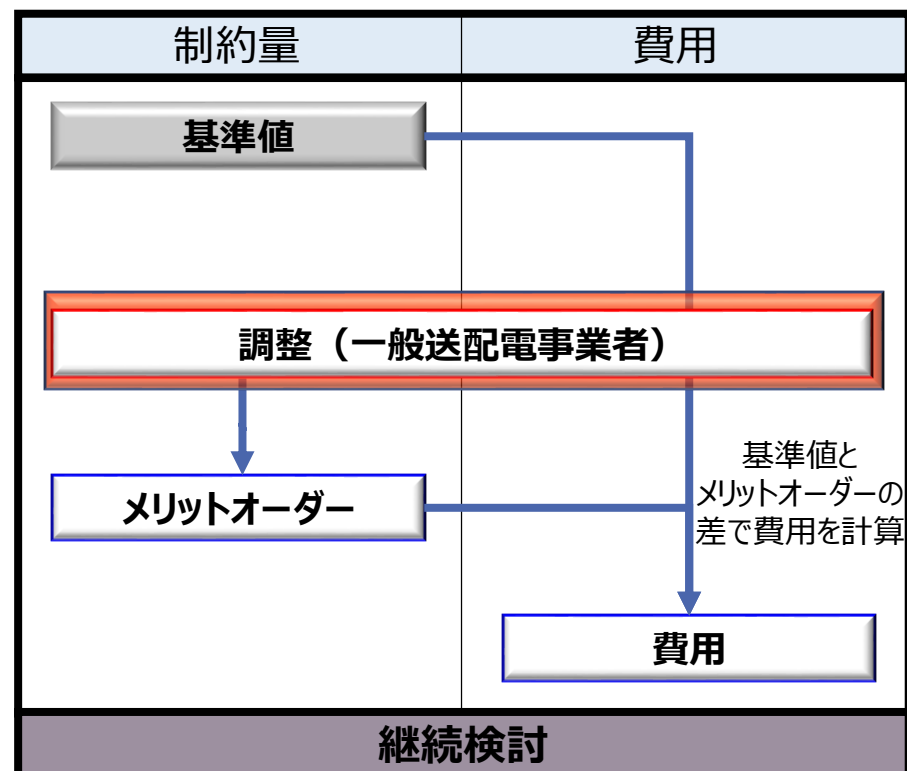 制約量
費用
基準値
調整（一般送配電事業者）
メリットオーダー
基準値と
メリットオーダーの
差で費用を計算
費用
継続検討